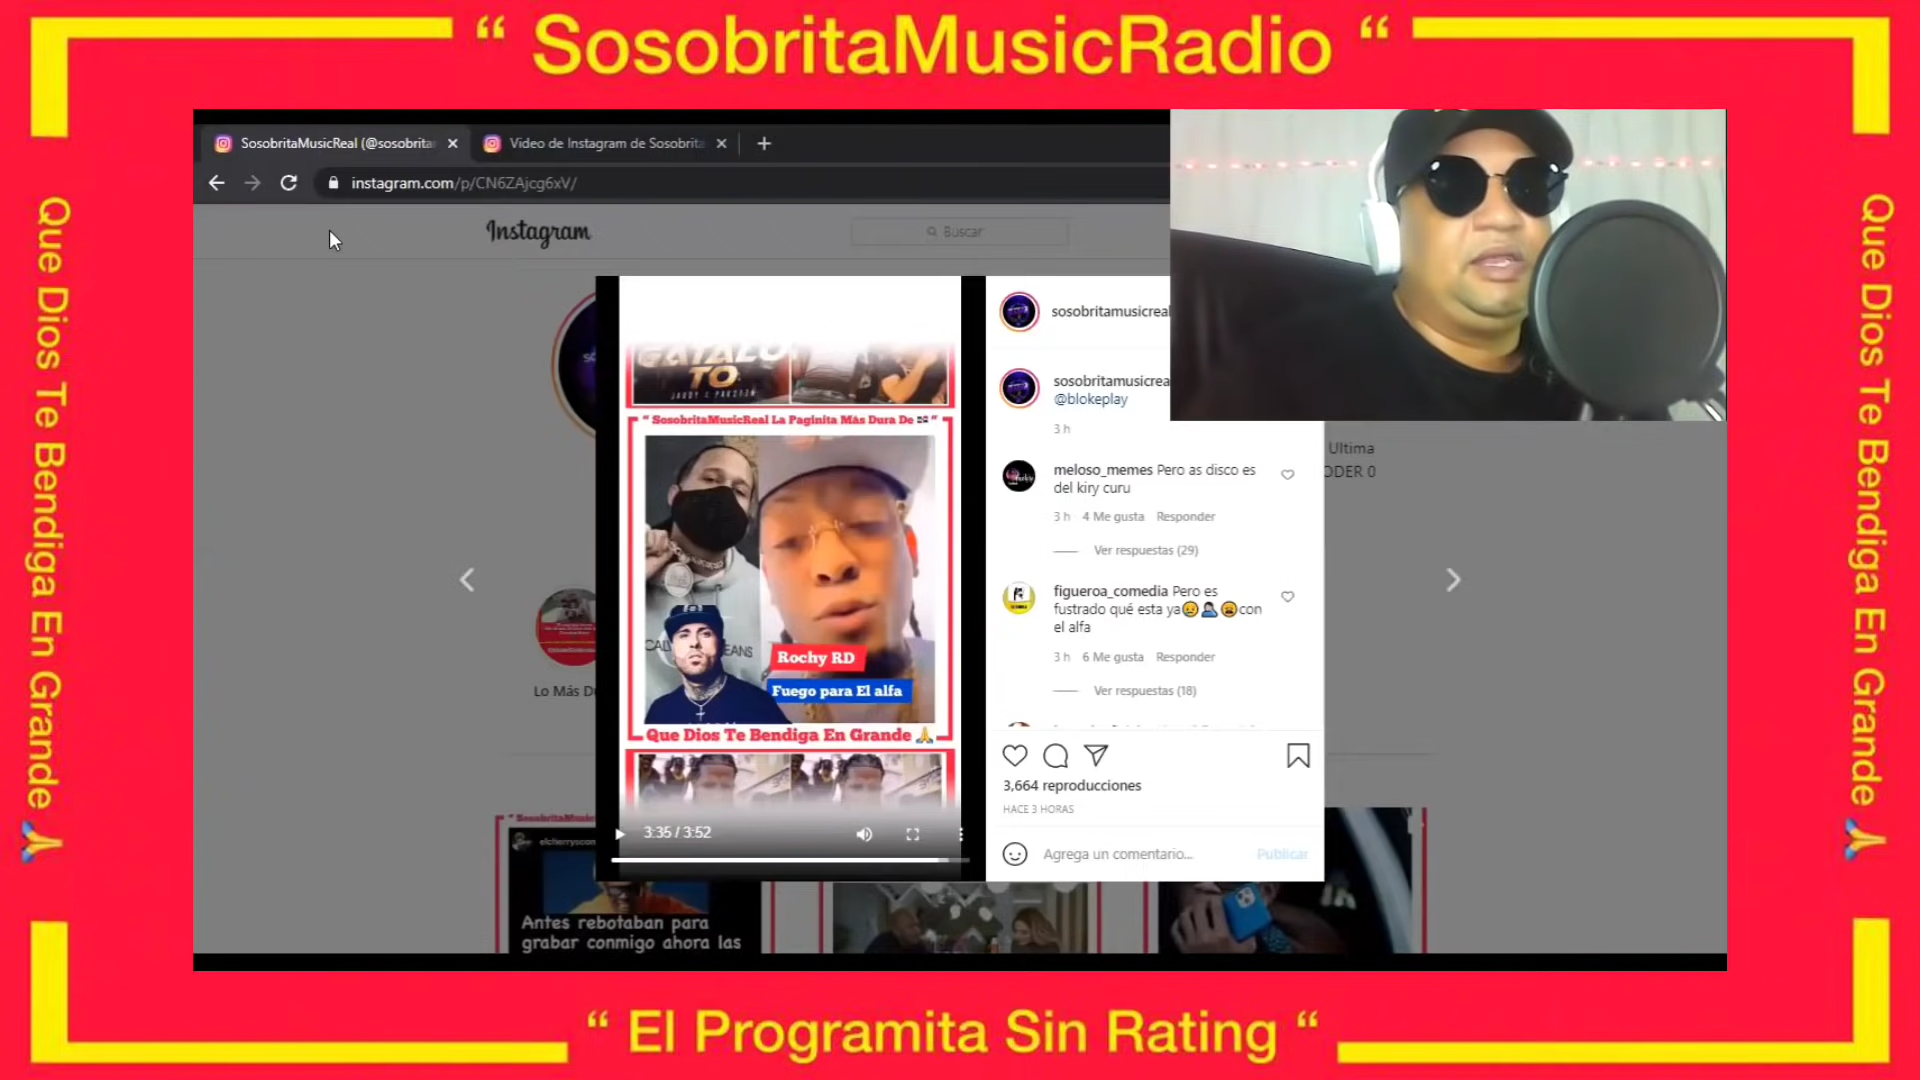 “ SosobritaMusicRadio “
Que Dios Te Bendiga En Grande 🙏
Que Dios Te Bendiga En Grande 🙏
SosobritaMusicReal (@sosobritar
Video de Instagram de Sosobrita
instagram.com/p/CN6ZAjcg6xV/
Instagram
Buscar
GATALO
TO
" SosobritaMusicReal La Paginita Más Dura De 🇩🇴 "
Rochy RD
Fuego para El alfa
Que Dios Te Bendiga En Grande 🙏
3:35 / 3:52
sosobritamusicreal
sosobritamusicrea
@blokeplay
3 h
meloso_memes Pero as disco es
del kiry curu
3 h 4 Me gusta Responder
Ver respuestas (29)
figueroa_comedia Pero es
fustrado qué esta ya😣🤦🏻‍♂️😩con
el alfa
3 h 6 Me gusta Responder
Ver respuestas (18)
3,664 reproducciones
HACE 3 HORAS
Agrega un comentario...
Publicar
Ultima
ODER 0
Lo Más D
Antes rebotaban para
grabar conmigo ahora las
“ El Programita Sin Rating “